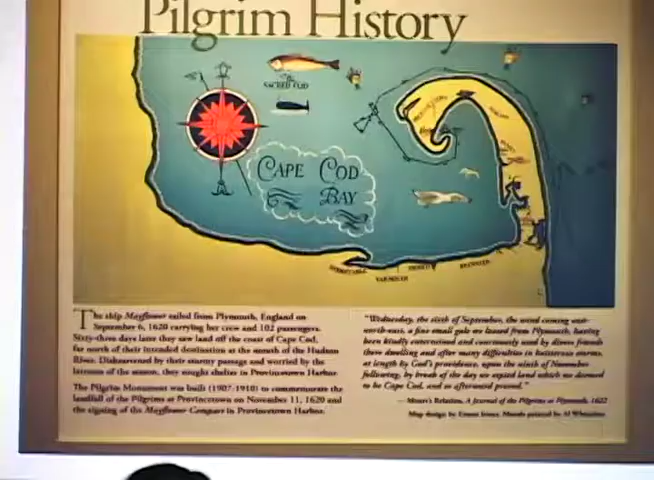 Pilgrim History
The
SACRED COD
CAPE COD
BAY
BARNSTABLE
YARMOUTH
DENNIS
BREWSTER
The ship Mayflower sailed from Plymouth, England on
September 6, 1620 carrying her crew and 102 passengers.
Sixty-three days later they saw land off the coast of Cape Cod,
far north of their intended destination at the mouth of the Hudson
River. Disheartened by their stormy passage and worried by the
lateness of the season, they sought shelter in Provincetown Harbor.
The Pilgrim Monument was built (1907-1910) to commemorate the
landfall of the Pilgrims at Provincetown on November 11, 1620 and
the signing of the Mayflower Compact in Provincetown Harbor.
"Wednesday, the sixth of September, the wind coming east-
north-east, a fine small gale we loosed from Plymouth, having
been kindly entertained and courteously used by divers friends
there dwelling and after many difficulties in boisterous storms,
at length by God's providence, upon the ninth of November
following, by break of the day we espied land which we deemed
to be Cape Cod, and so afterward proved."
— Mourt's Relation, A Journal of the Pilgrims at Plymouth, 1622
Map design by